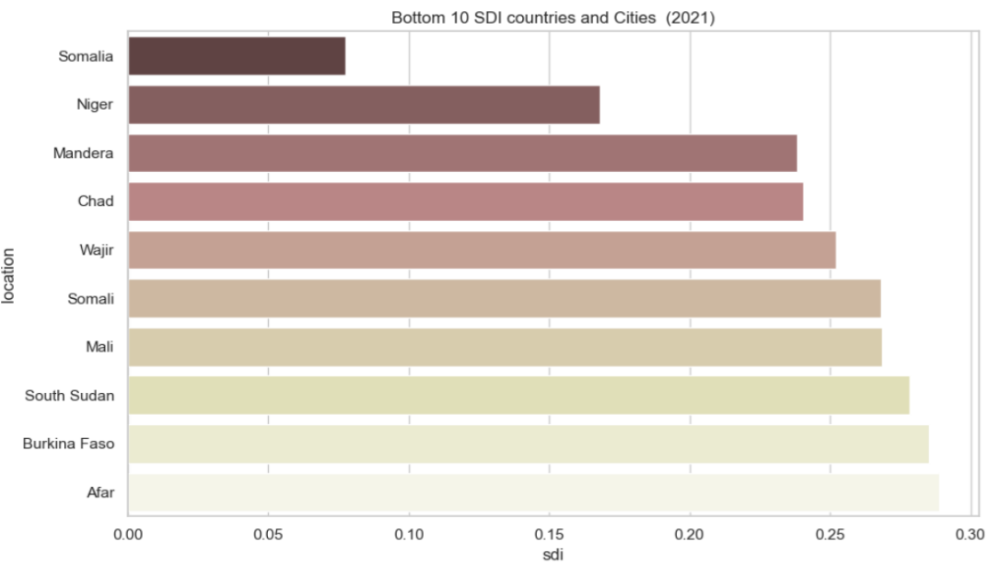 Bottom 10 SDI countries and Cities (2021)
location
Somalia
Niger
Mandera
Chad
Wajir
Somali
Mali
South Sudan
Burkina Faso
Afar
0.00 0.05 0.10 0.15 0.20 0.25 0.30
sdi